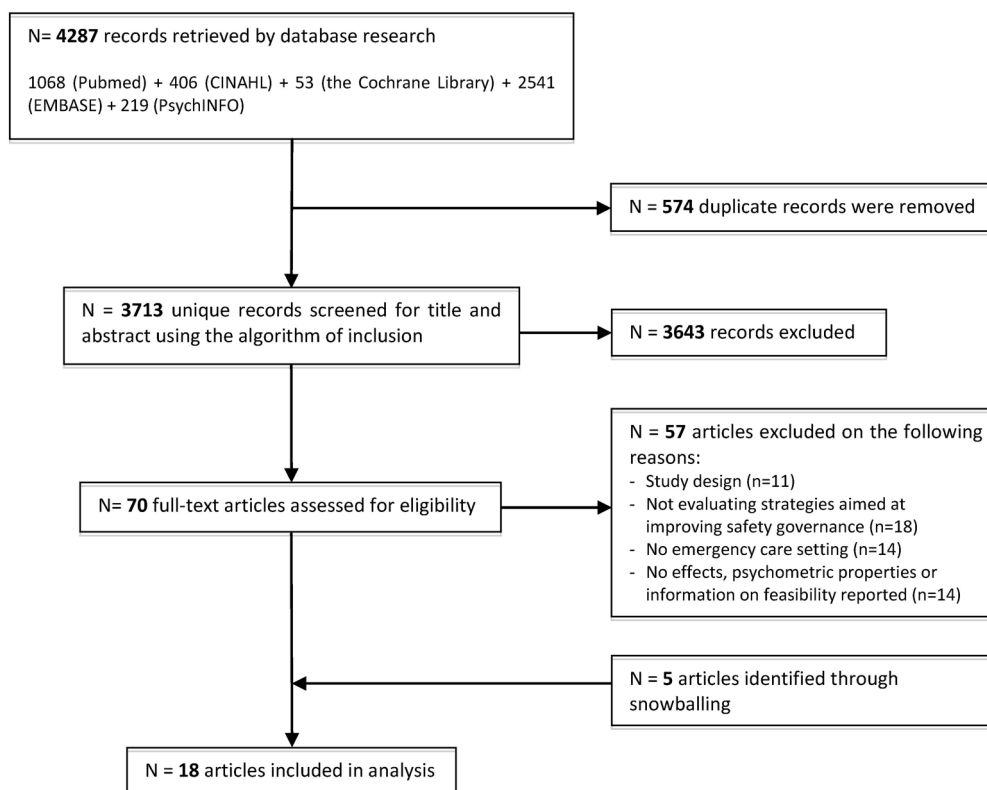 N= 4287 records retrieved by database research
1068 (Pubmed) + 406 (CINAHL) + 53 (the Cochrane Library) + 2541
(EMBASE) + 219 (PsychINFO)
N = 574 duplicate records were removed
N = 3713 unique records screened for title and
abstract using the algorithm of inclusion
N = 3643 records excluded
N = 57 articles excluded on the following
reasons:
- Study design (n=11)
- Not evaluating strategies aimed at
improving safety governance (n=18)
- No emergency care setting (n=14)
- No effects, psychometric properties or
information on feasibility reported (n=14)
N= 70 full-text articles assessed for eligibility
N = 5 articles identified through
snowballing
N = 18 articles included in analysis